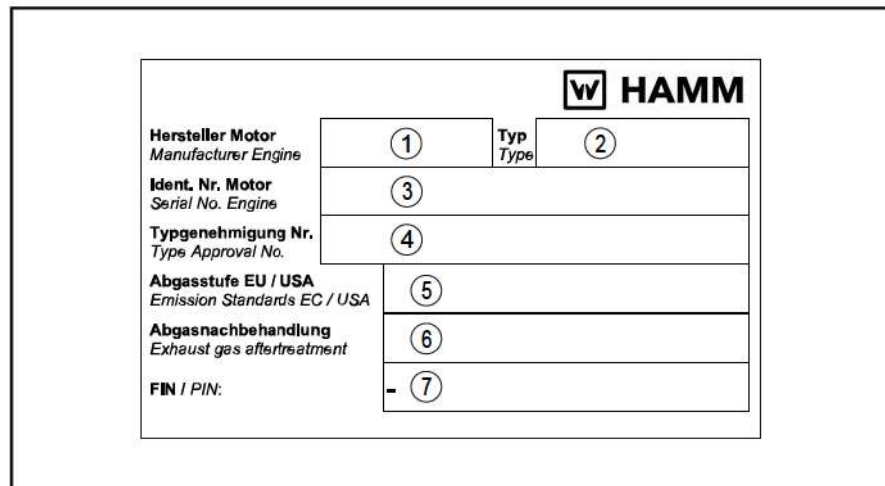 W HAMM
Hersteller Motor ① Typ ②
Manufacturer Engine Type
Ident. Nr. Motor ③
Serial No. Engine
Typgenehmigung Nr. ④
Type Approval No.
Abgasstufe EU / USA ⑤
Emission Standards EC / USA
Abgasnachbehandlung ⑥
Exhaust gas aftertreatment
FIN / PIN: - ⑦